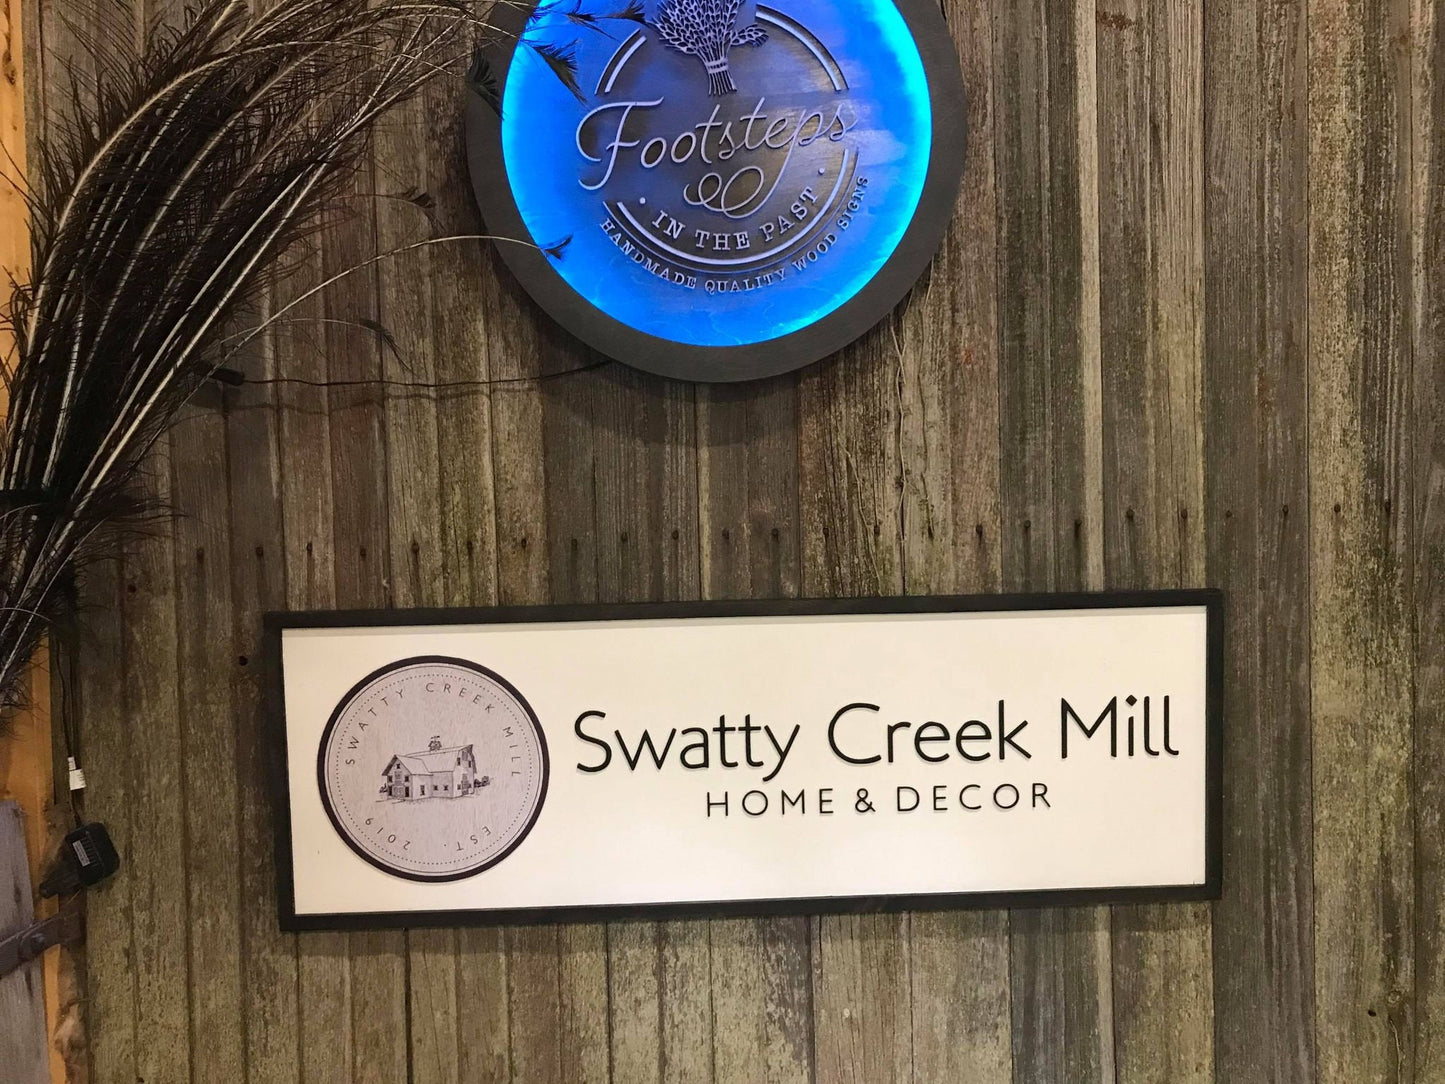 Footsteps
· IN THE PAST ·
HANDMADE QUALITY WOOD SIGNS
SWATTY CREEK MILL
EST. 2019
Swatty Creek Mill
HOME & DECOR